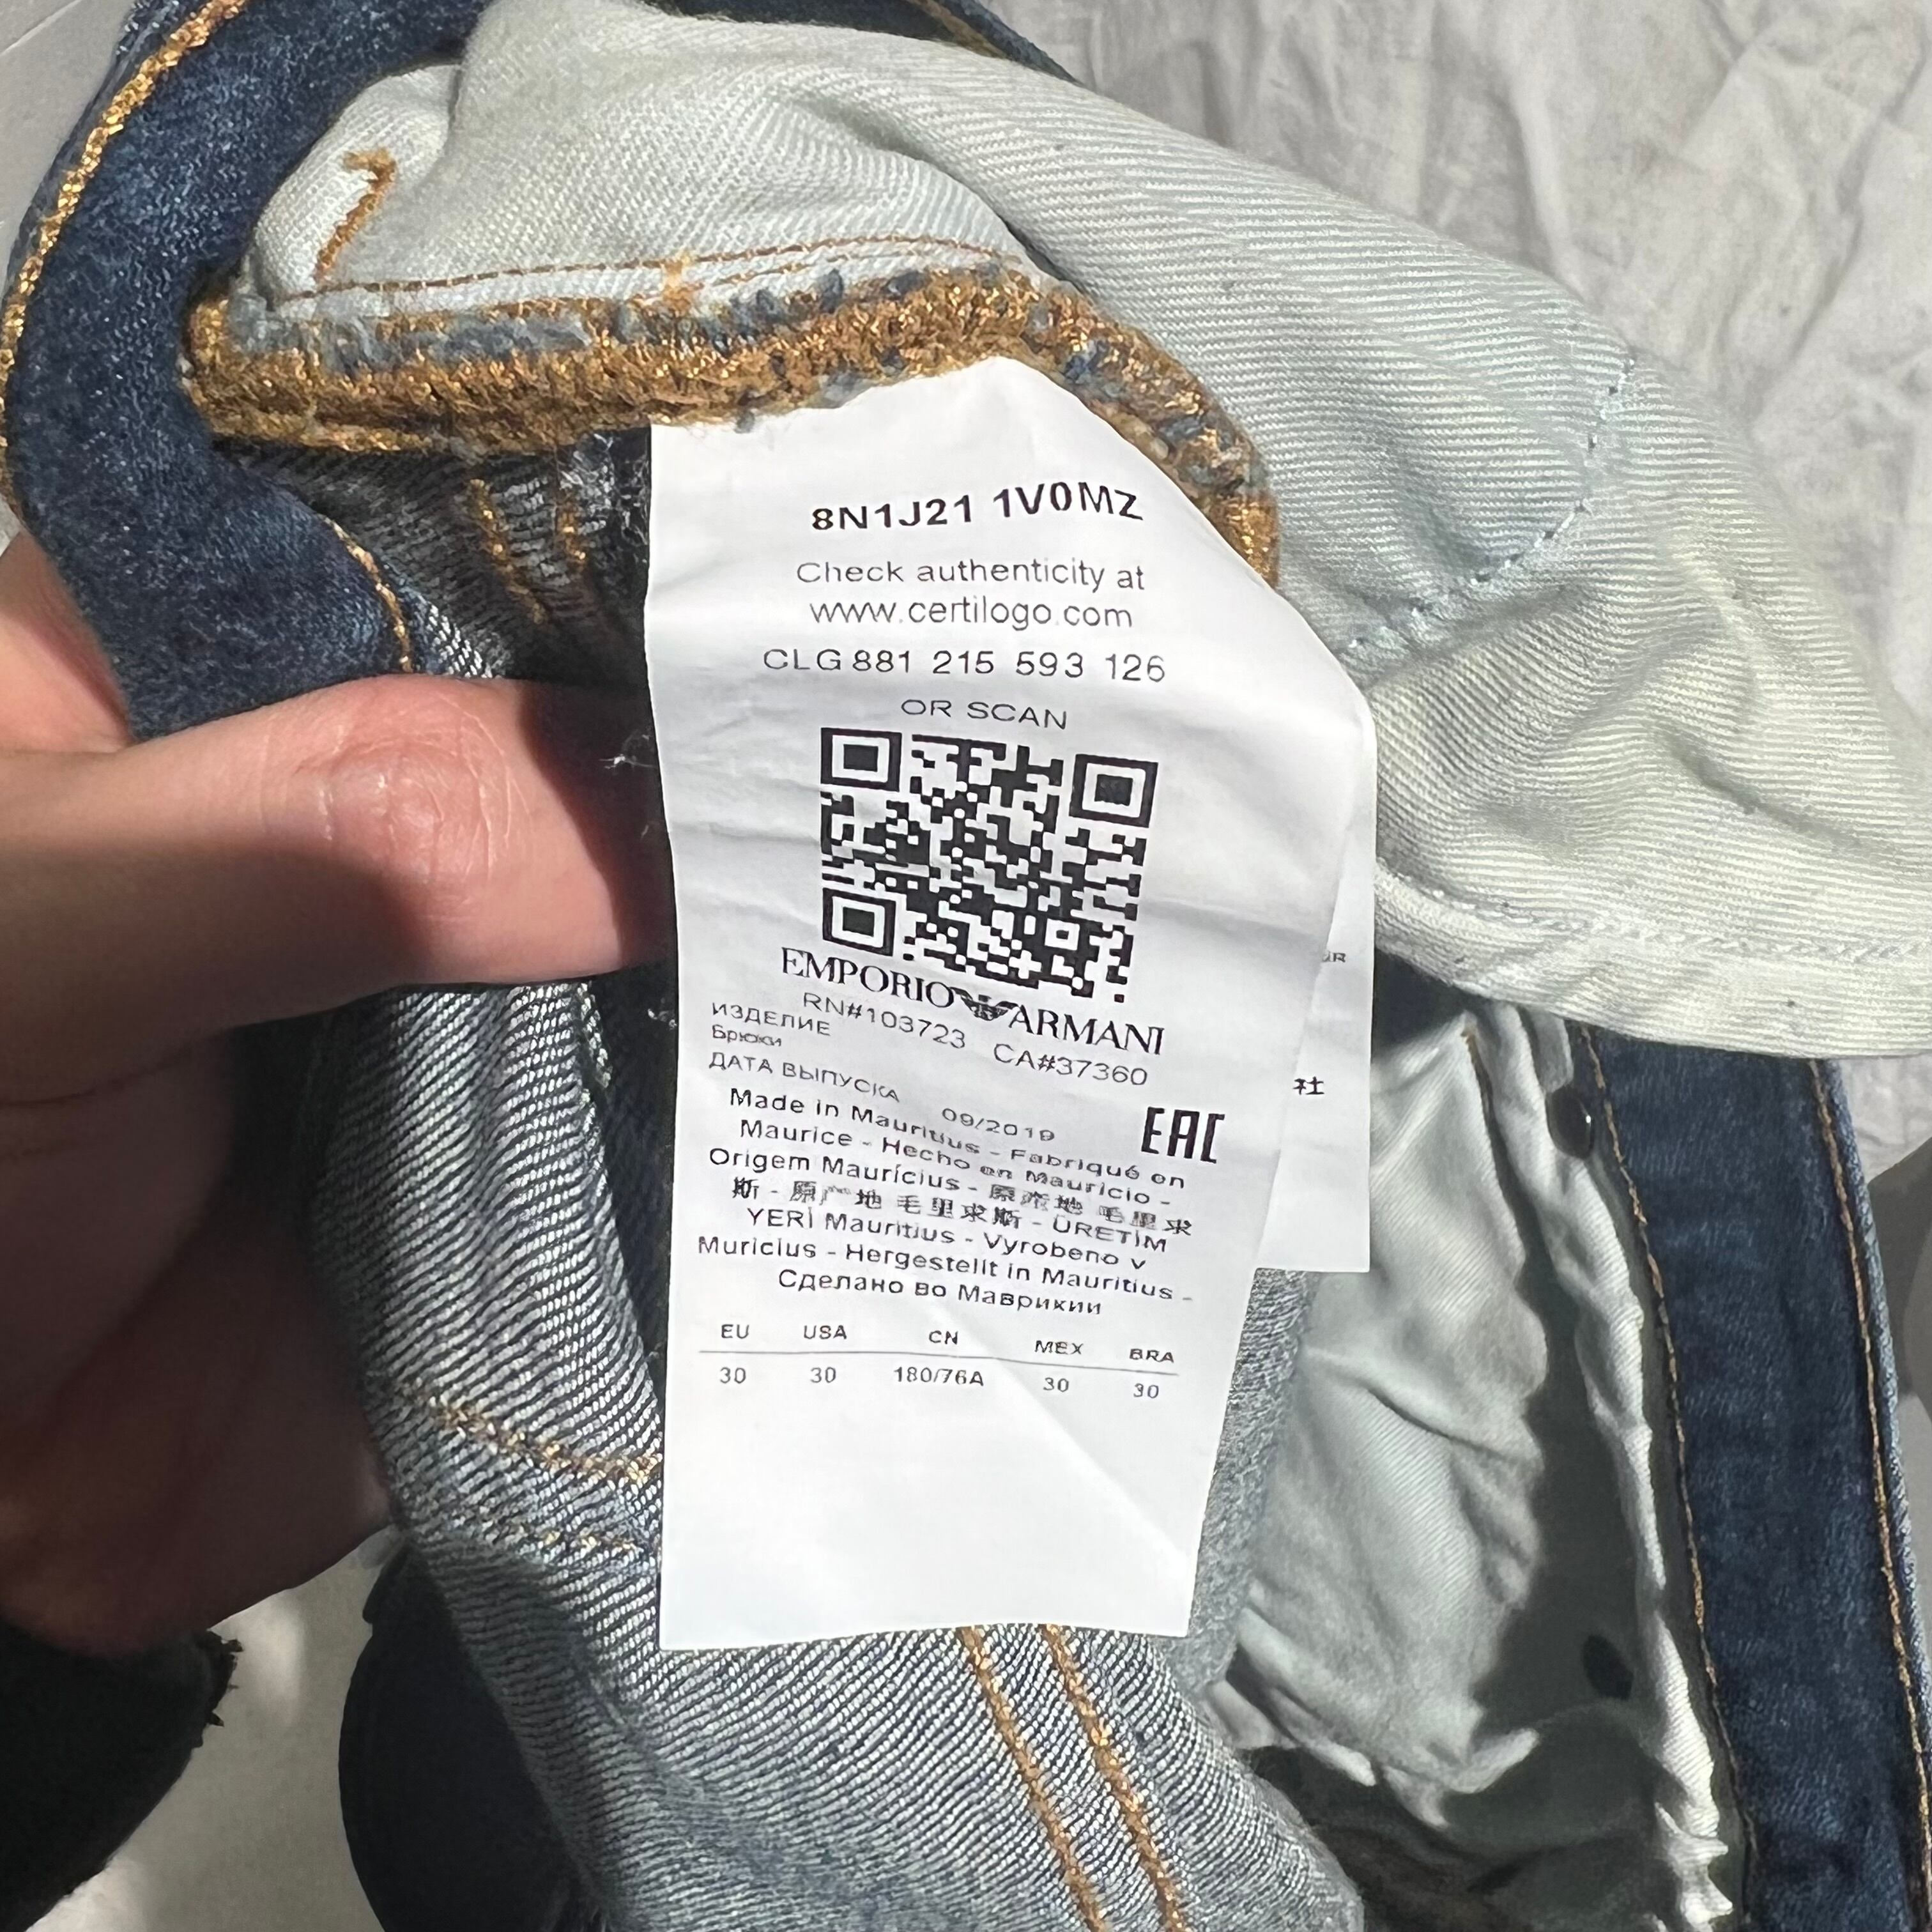 8N1J21 1V0MZ
Check authenticity at
www.certilogo.com
CLG 881 215 593 126
OR SCAN
EMPORIO ARMANI
RN#103723 CA#37360
ИЗДЕЛИЕ
Брюки
ДАТА ВЫПУСКА 09/2019
EAC
Made in Mauritius - Fabriqué en
Maurice - Hecho en Mauricio -
Origem Maurícius - 原産地 毛里求
斯 - 原产地 毛里求斯 - ÜRETİM
YERİ Mauritius - Vyrobeno v
Muricius - Hergestellt in Mauritius -
Сделано во Маврикии
EU USA CN MEX BRA
30 30 180/76A 30 30
社